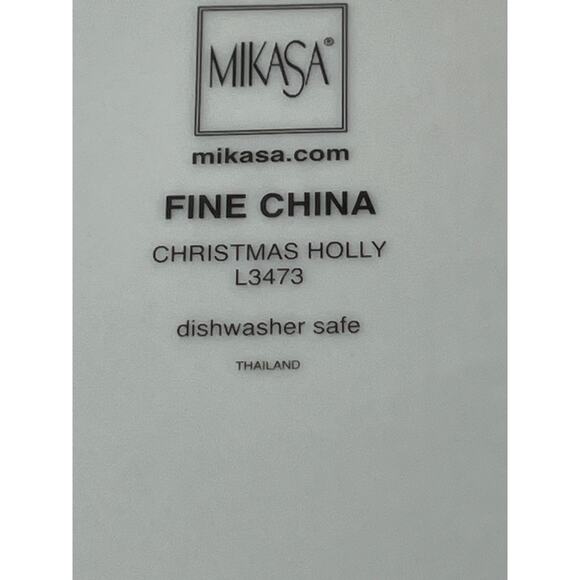 MIKASA®
mikasa.com
FINE CHINA
CHRISTMAS HOLLY
L3473
dishwasher safe
THAILAND